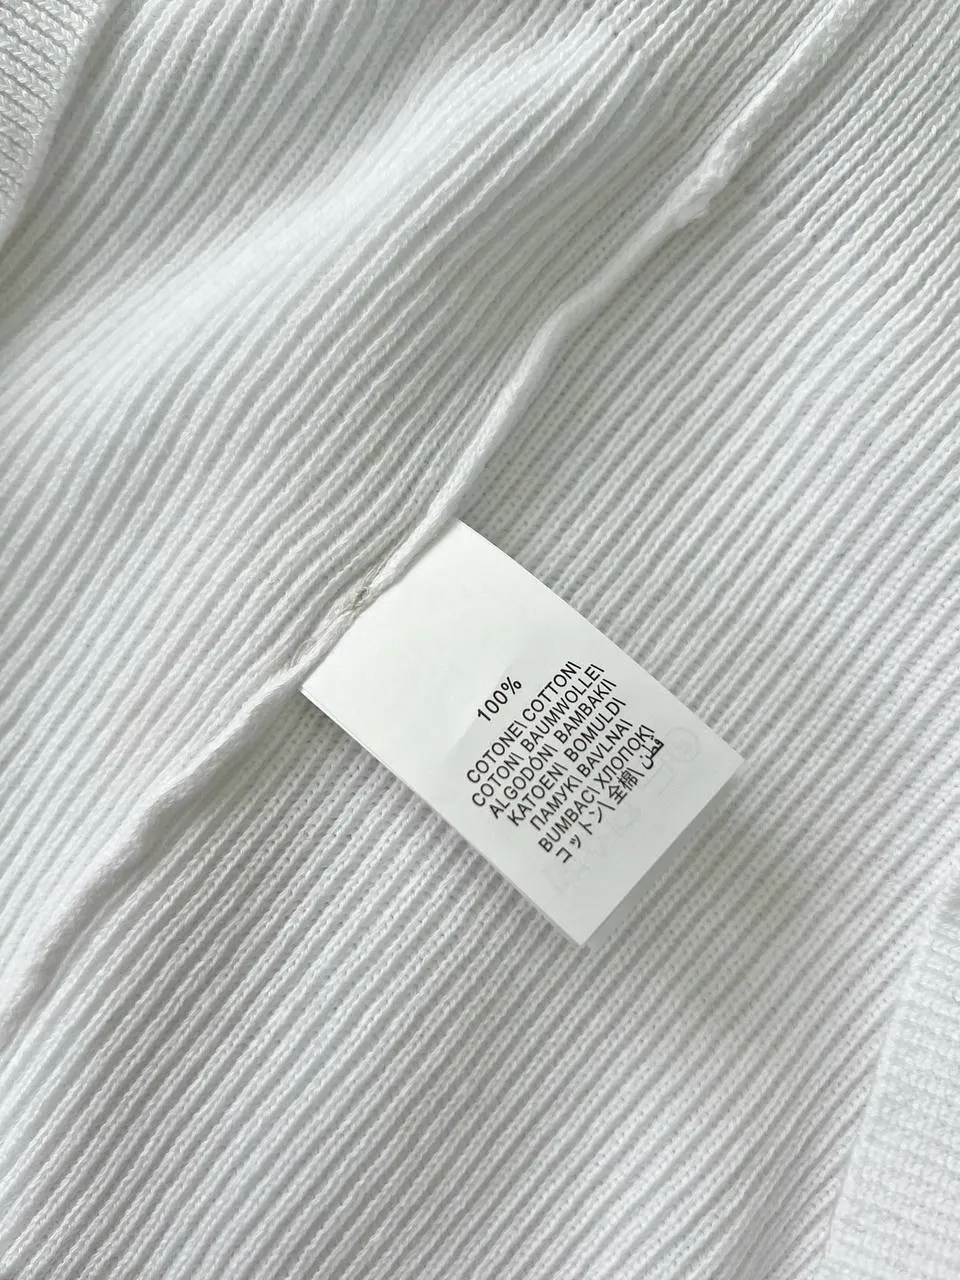 100%
COTONE\ COTTON\
COTON\ BAUMWOLLE\
ALGODÓN\ BAMBAKI\
KATOEN\ BOMULD\
ПАМУК\ BAVLNA\
BUMBAC\ ХЛОПОК\
コットン\ 全棉\ قطن